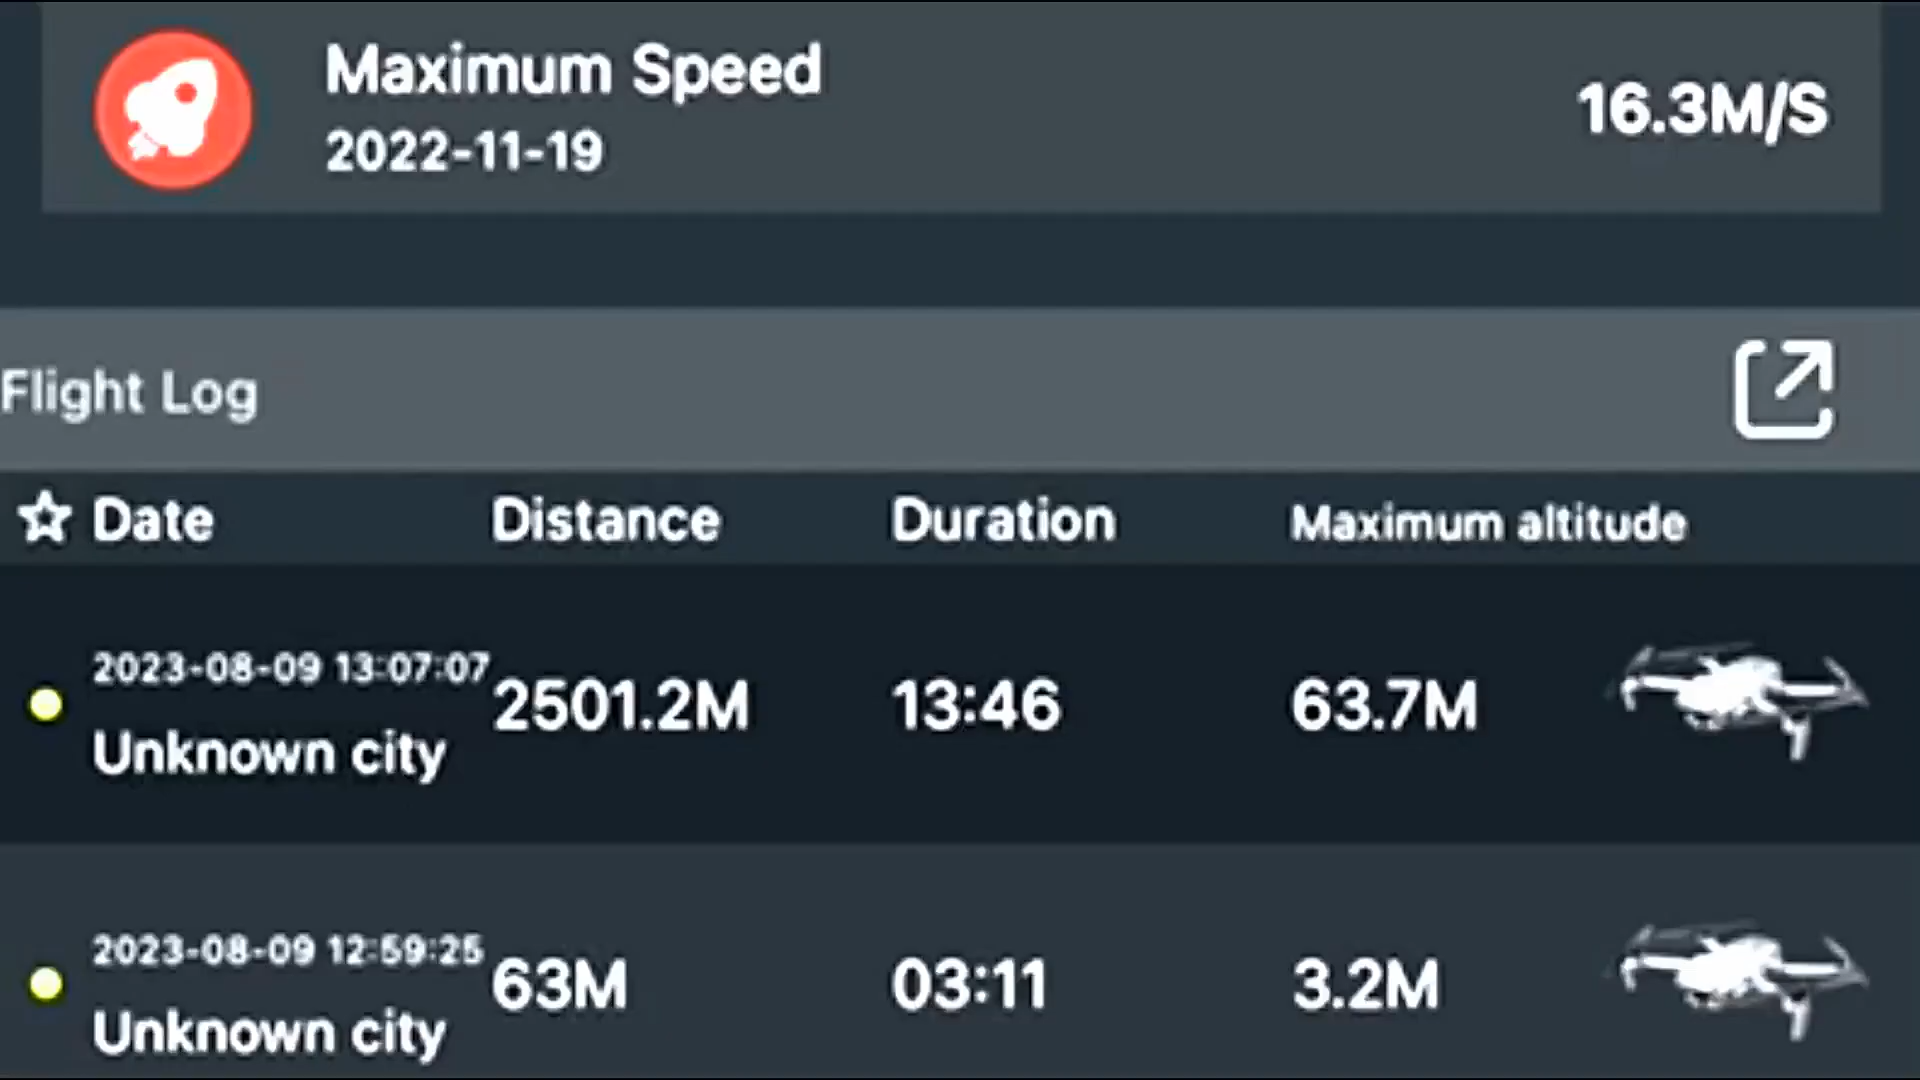 Maximum Speed
2022-11-19
16.3M/S
Flight Log
Date Distance Duration Maximum altitude
2023-08-09 13:07:07
Unknown city
2501.2M 13:46 63.7M
2023-08-09 12:59:25
Unknown city
63M 03:11 3.2M